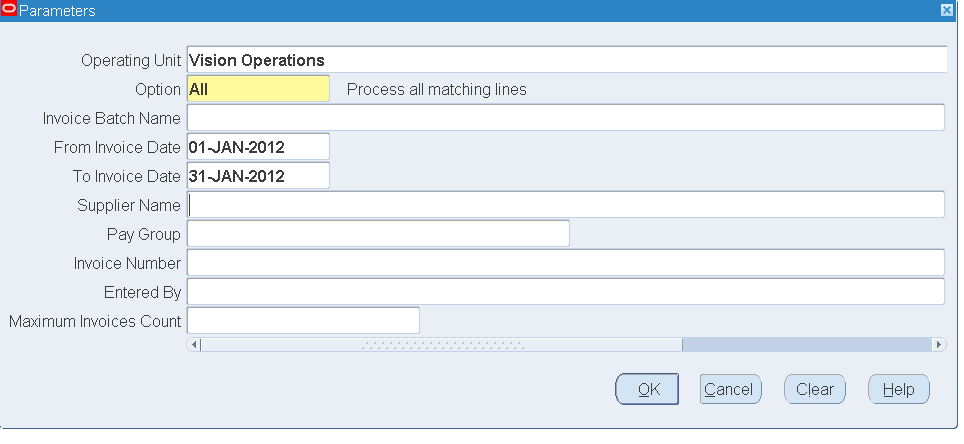 Parameters
Operating Unit Vision Operations
Option All Process all matching lines
Invoice Batch Name
From Invoice Date 01-JAN-2012
To Invoice Date 31-JAN-2012
Supplier Name
Pay Group
Invoice Number
Entered By
Maximum Invoices Count
OK Cancel Clear Help